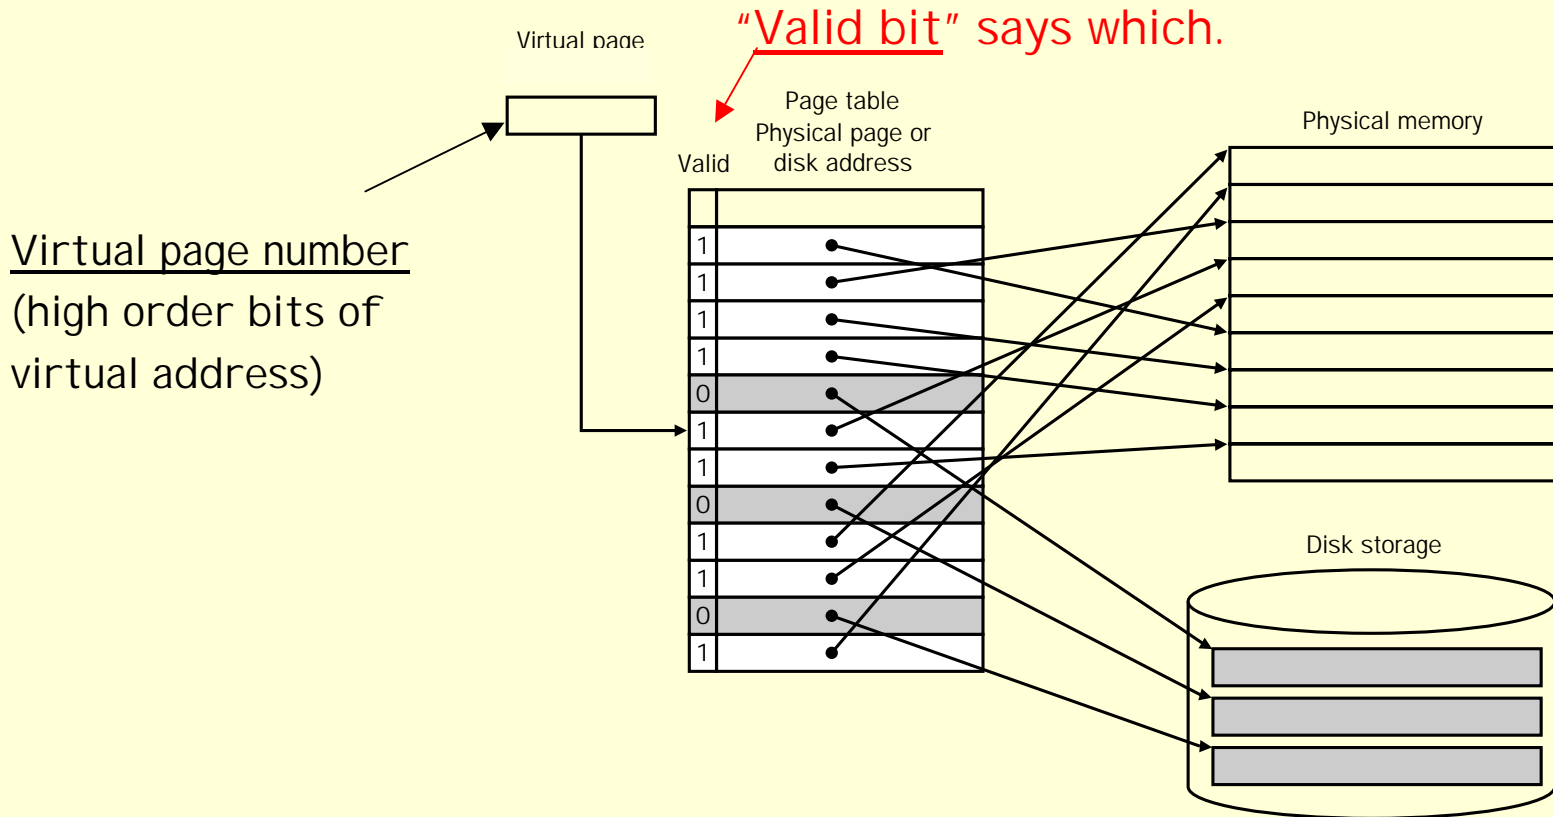 “Valid bit” says which.
Virtual page
Page table
Physical page or
disk address
Valid
Physical memory
Virtual page number
(high order bits of
virtual address)
1
1
1
1
0
1
1
0
1
1
0
1
Disk storage